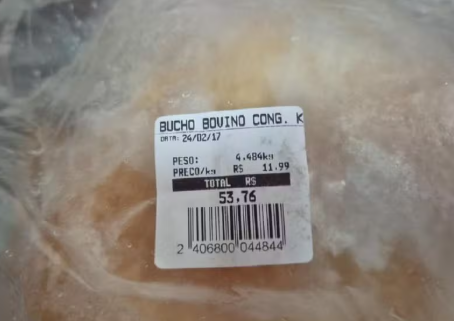 BUCHO BOVINO CONG. K
DATA: 24/02/17
PESO: 4.484kg
PRECO/kg R$ 11.99
TOTAL R$
53,76
2 406800 044844